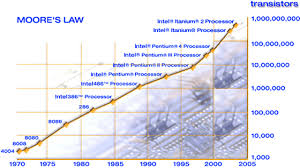 MOORE'S LAW
transistors
1,000,000,000
100,000,000
10,000,000
1,000,000
100,000
10,000
1,000
Intel® Itanium® 2 Processor
Intel® Itanium® Processor
Intel® Pentium® 4 Processor
Intel® Pentium® III Processor
Intel® Pentium® II Processor
Intel® Pentium® Processor
Intel486™ Processor
Intel386™ Processor
286
8086
8080
8008
4004
1970 1975 1980 1985 1990 1995 2000 2005